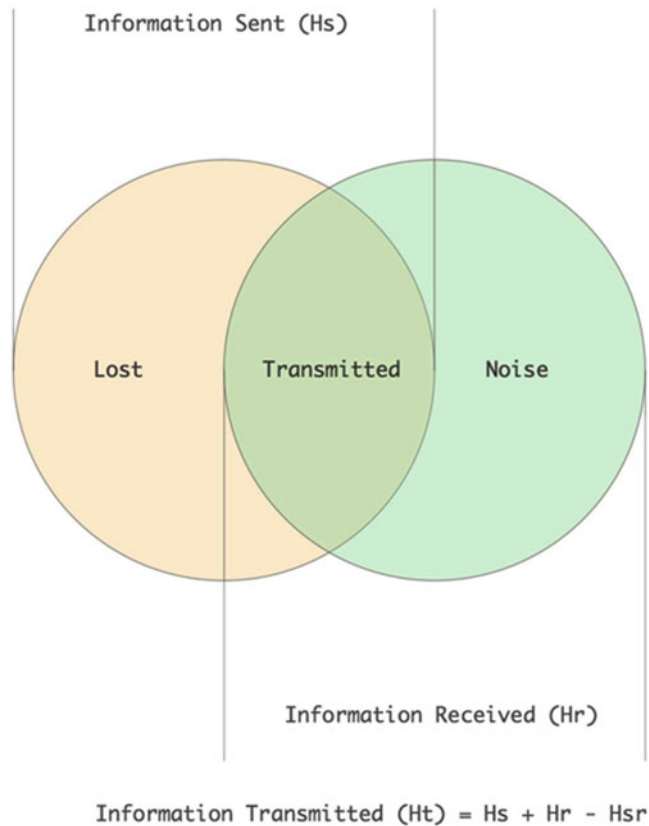 Information Sent (Hs)
Lost Transmitted Noise
Information Received (Hr)
Information Transmitted (Ht) = Hs + Hr - Hsr